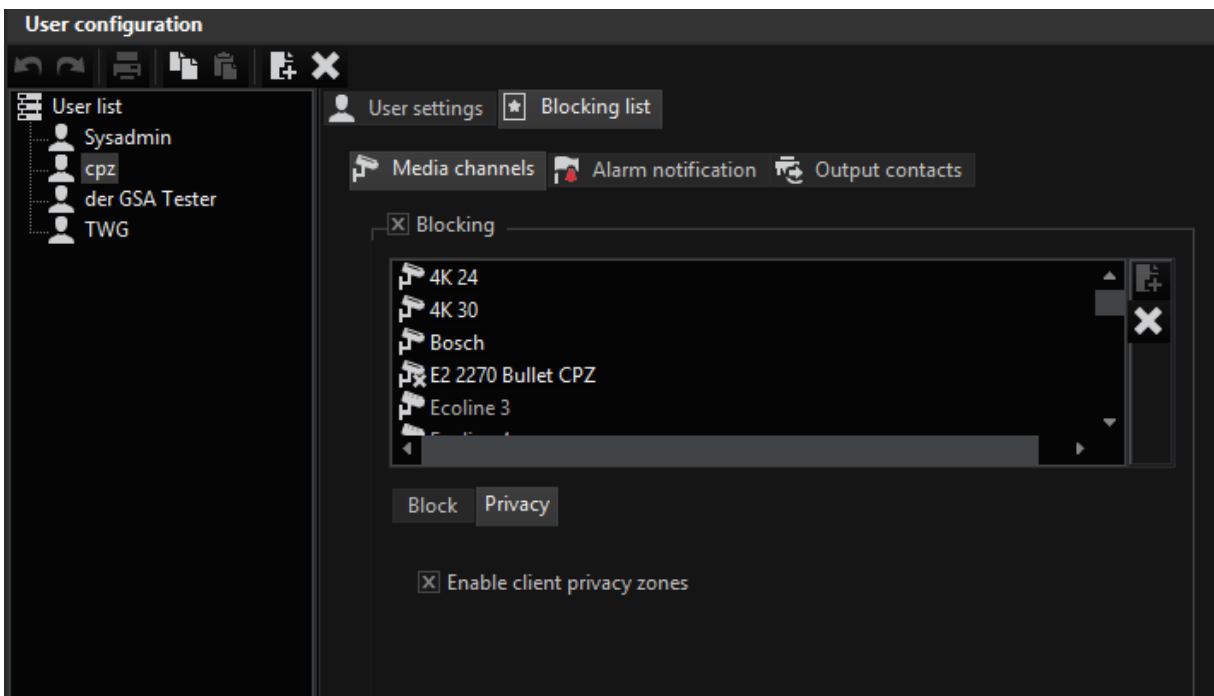 User configuration
User list
Sysadmin
cpz
der GSA Tester
TWG
User settings
Blocking list
Media channels
Alarm notification
Output contacts
Blocking
4K 24
4K 30
Bosch
E2 2270 Bullet CPZ
Ecoline 3
Block
Privacy
Enable client privacy zones